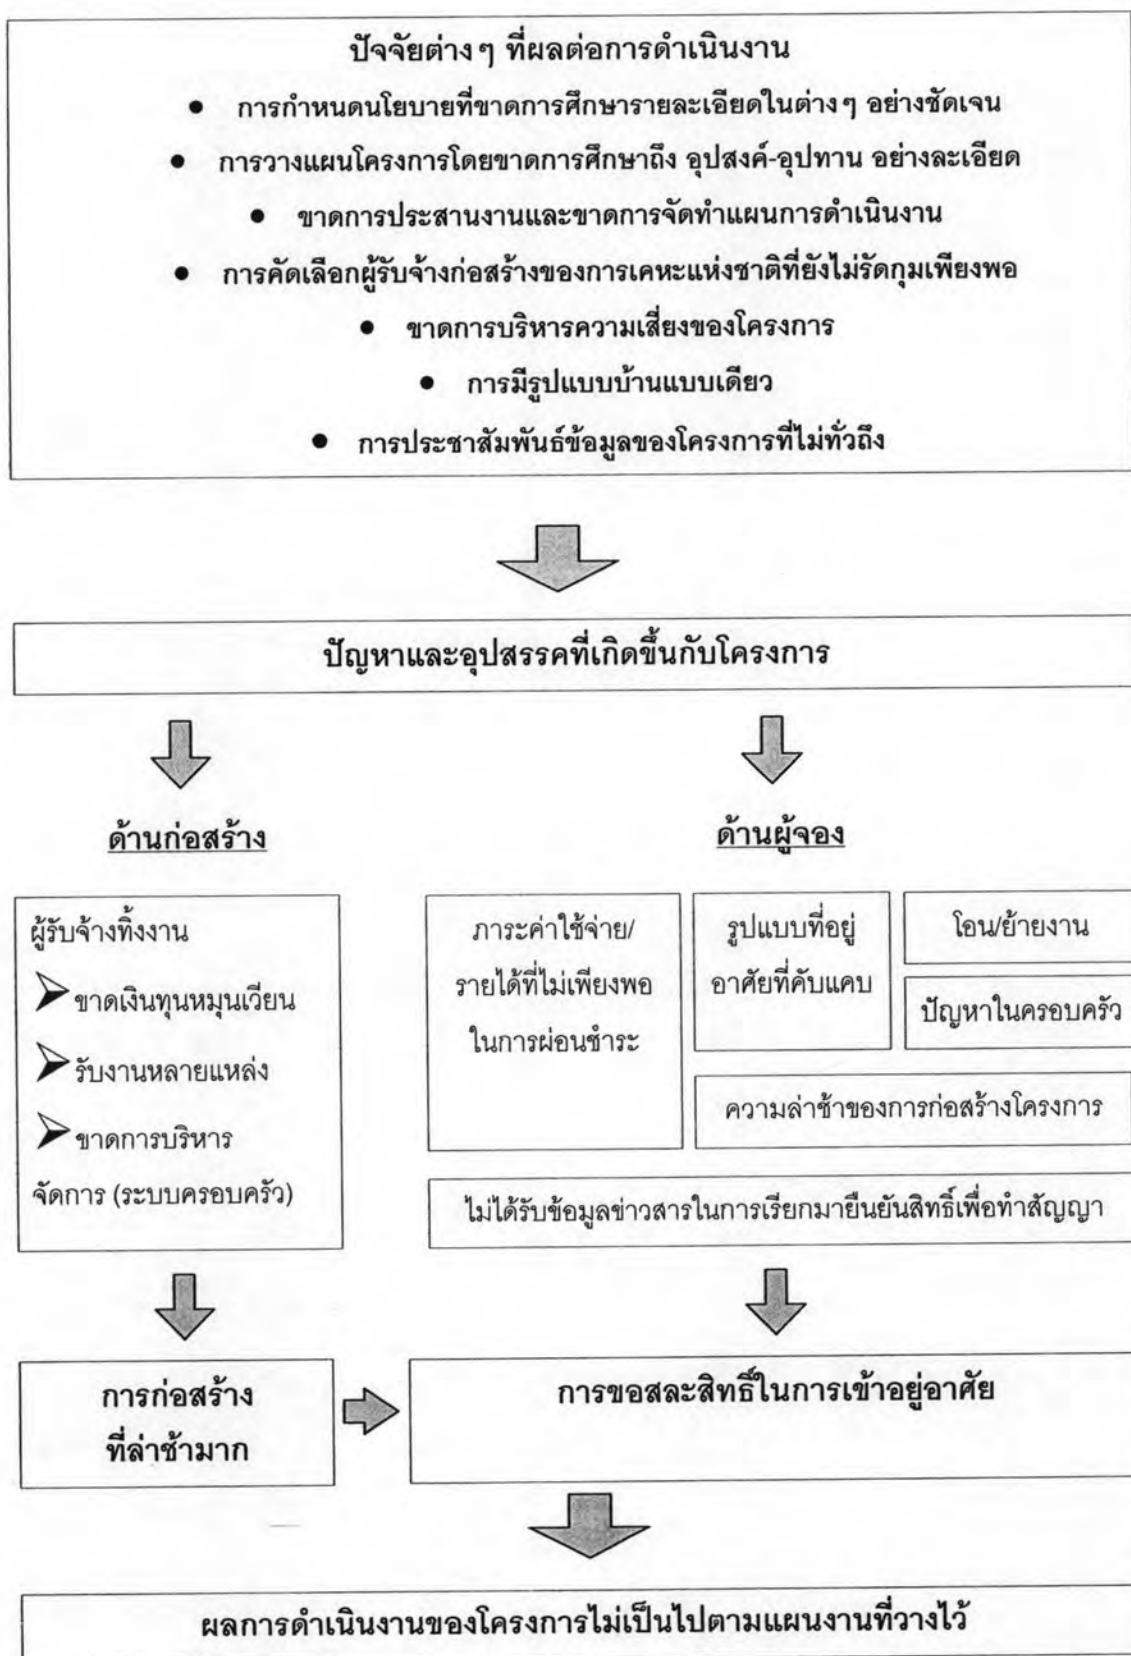 ปัจจัยต่างๆ ที่ผลต่อการดำเนินงาน
• การกำหนดนโยบายที่ขาดการศึกษารายละเอียดในต่างๆ อย่างชัดเจน
• การวางแผนโครงการโดยขาดการศึกษาถึง อุปสงค์-อุปทาน อย่างละเอียด
• ขาดการประสานงานและขาดการจัดทำแผนการดำเนินงาน
• การคัดเลือกผู้รับจ้างก่อสร้างของการเคหะแห่งชาติที่ยังไม่รัดกุมเพียงพอ
• ขาดการบริหารความเสี่ยงของโครงการ
• การมีรูปแบบบ้านแบบเดียว
• การประชาสัมพันธ์ข้อมูลของโครงการที่ไม่ทั่วถึง
ปัญหาและอุปสรรคที่เกิดขึ้นกับโครงการ
ด้านก่อสร้าง
ผู้รับจ้างทิ้งงาน
➢ ขาดเงินทุนหมุนเวียน
➢ รับงานหลายแหล่ง
➢ ขาดการบริหาร
จัดการ (ระบบครอบครัว)
ด้านผู้จอง
ภาระค่าใช้จ่าย/
รายได้ที่ไม่เพียงพอ
ในการผ่อนชำระ
รูปแบบที่อยู่
อาศัยที่คับแคบ
โอน/ย้ายงาน
ปัญหาในครอบครัว
ความล่าช้าของการก่อสร้างโครงการ
ไม่ได้รับข้อมูลข่าวสารในการเรียกมายืนยันสิทธิ์เพื่อทำสัญญา
การก่อสร้าง
ที่ล่าช้ามาก
การขอสละสิทธิ์ในการเข้าอยู่อาศัย
ผลการดำเนินงานของโครงการไม่เป็นไปตามแผนงานที่วางไว้